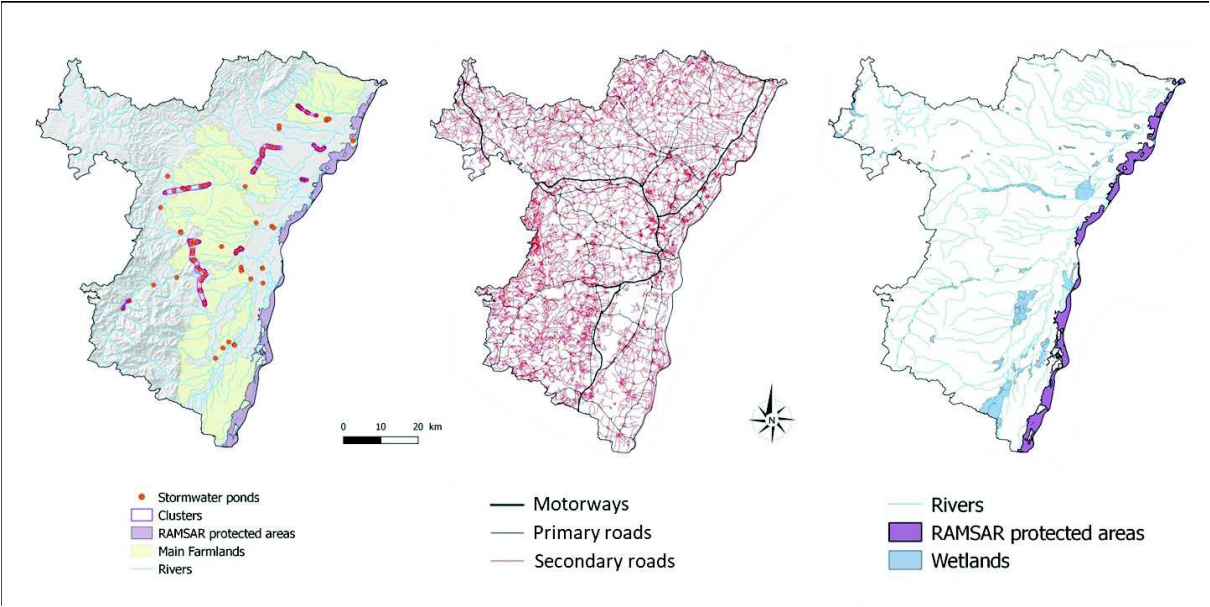 N
0 10 20 km
Stormwater ponds
Clusters
RAMSAR protected areas
Main Farmlands
Rivers
Motorways
Primary roads
Secondary roads
Rivers
RAMSAR protected areas
Wetlands